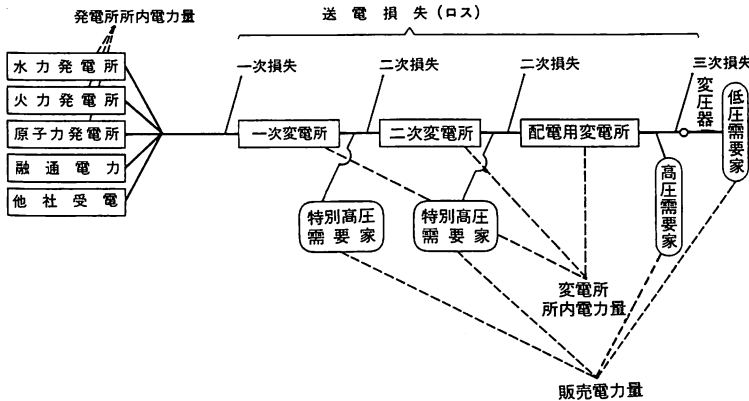 発電所所内電力量
送電損失(ロス)
水力発電所
火力発電所
原子力発電所
融通電力
他社受電
一次損失
二次損失
二次損失
三次損失
一次変電所
二次変電所
配電用変電所
変圧器
低圧需要家
高圧需要家
特別高圧
需要家
特別高圧
需要家
変電所
所内電力量
販売電力量